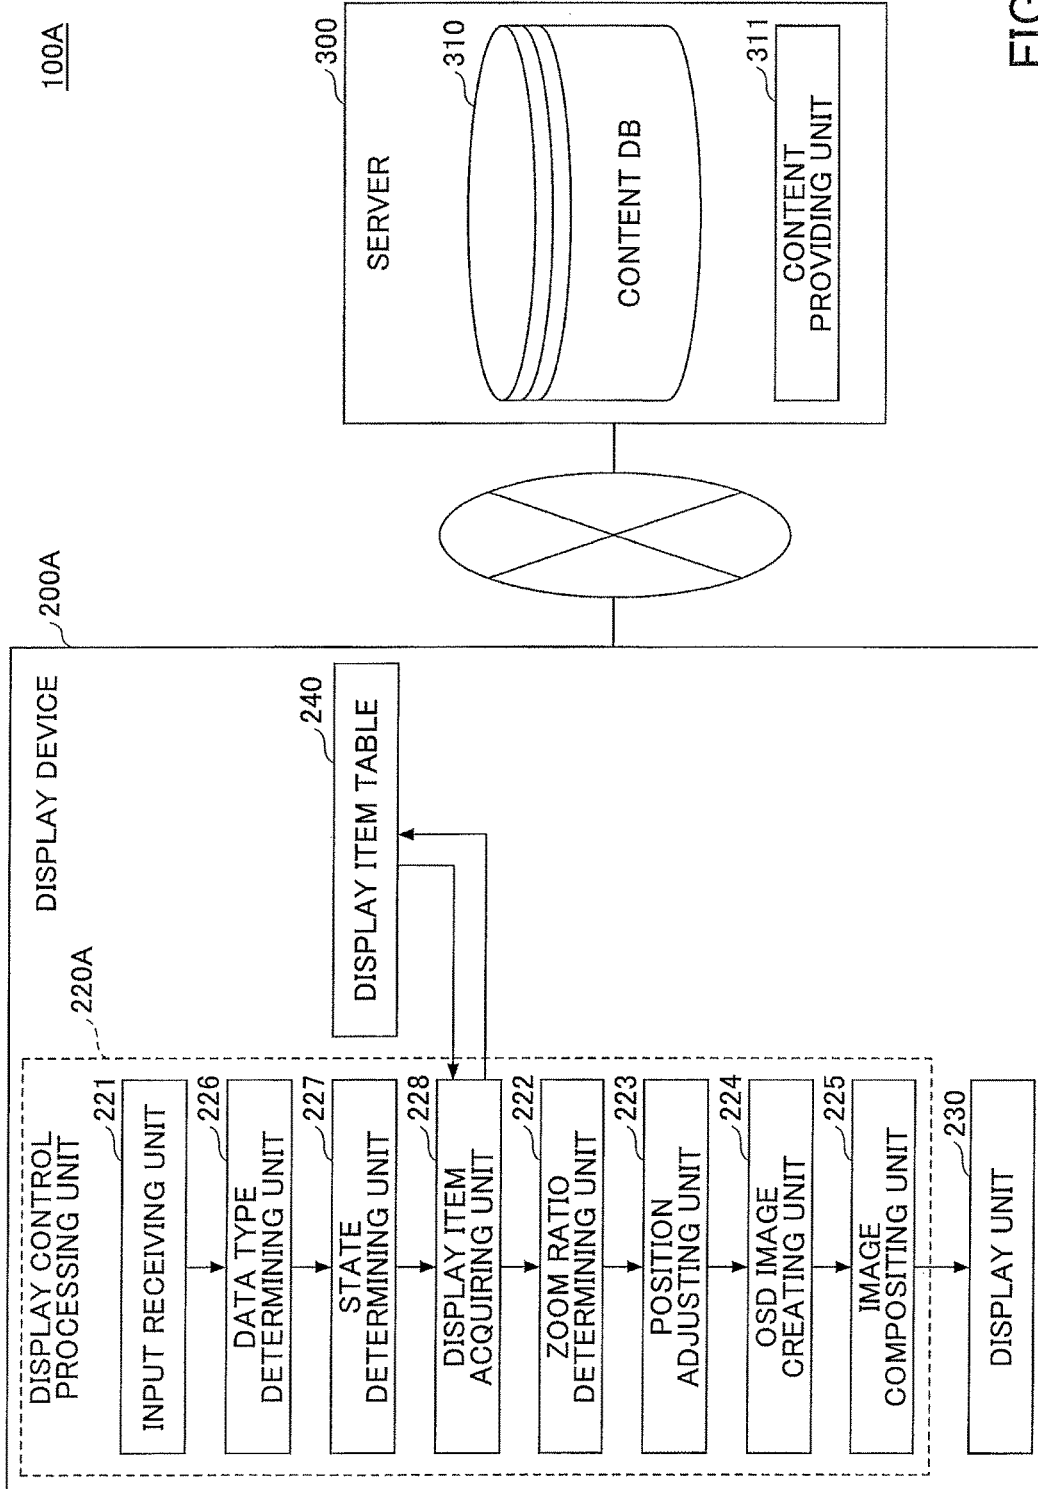 100A
DISPLAY DEVICE
200A
DISPLAY CONTROL
PROCESSING UNIT
220A
221
INPUT RECEIVING UNIT
226
DATA TYPE
DETERMINING UNIT
227
STATE
DETERMINING UNIT
228
DISPLAY ITEM
ACQUIRING UNIT
222
ZOOM RATIO
DETERMINING UNIT
223
POSITION
ADJUSTING UNIT
224
OSD IMAGE
CREATING UNIT
225
IMAGE
COMPOSITING UNIT
230
DISPLAY UNIT
240
DISPLAY ITEM TABLE
300
SERVER
310
CONTENT DB
311
CONTENT
PROVIDING UNIT
FIG